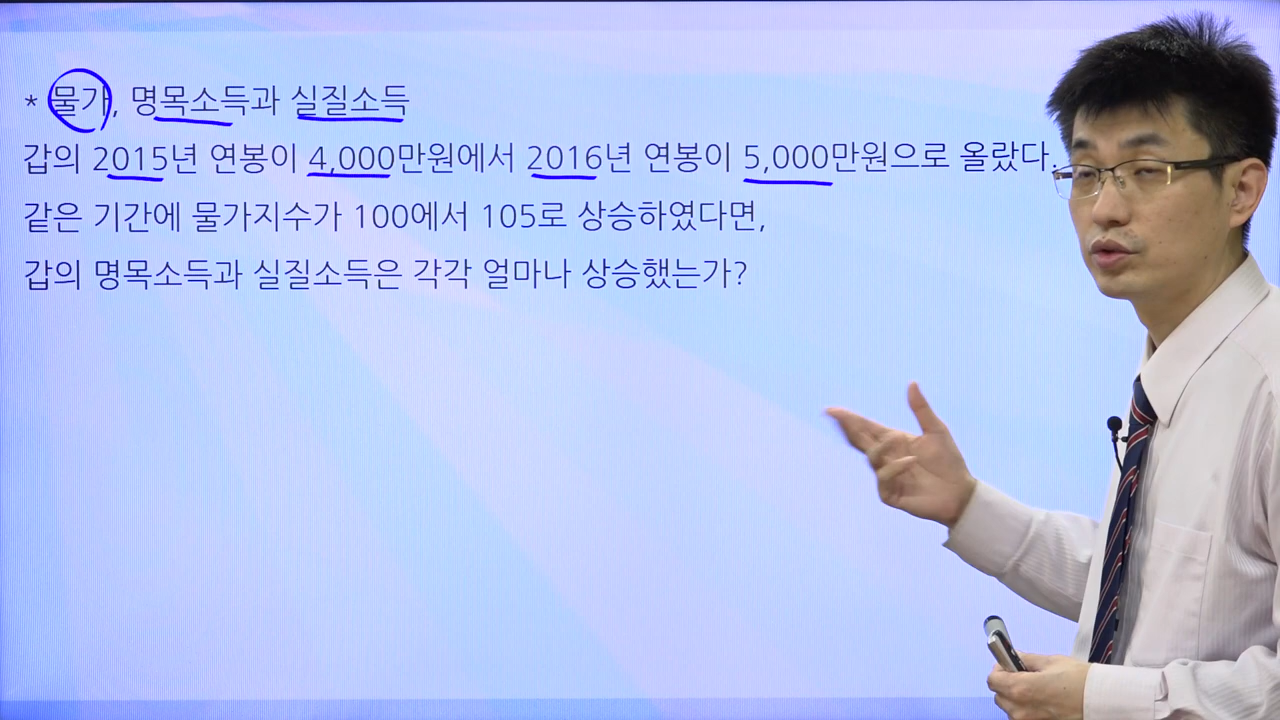 * 물가, 명목소득과 실질소득
갑의 2015년 연봉이 4,000만원에서 2016년 연봉이 5,000만원으로 올랐다.
같은 기간에 물가지수가 100에서 105로 상승하였다면,
갑의 명목소득과 실질소득은 각각 얼마나 상승했는가?